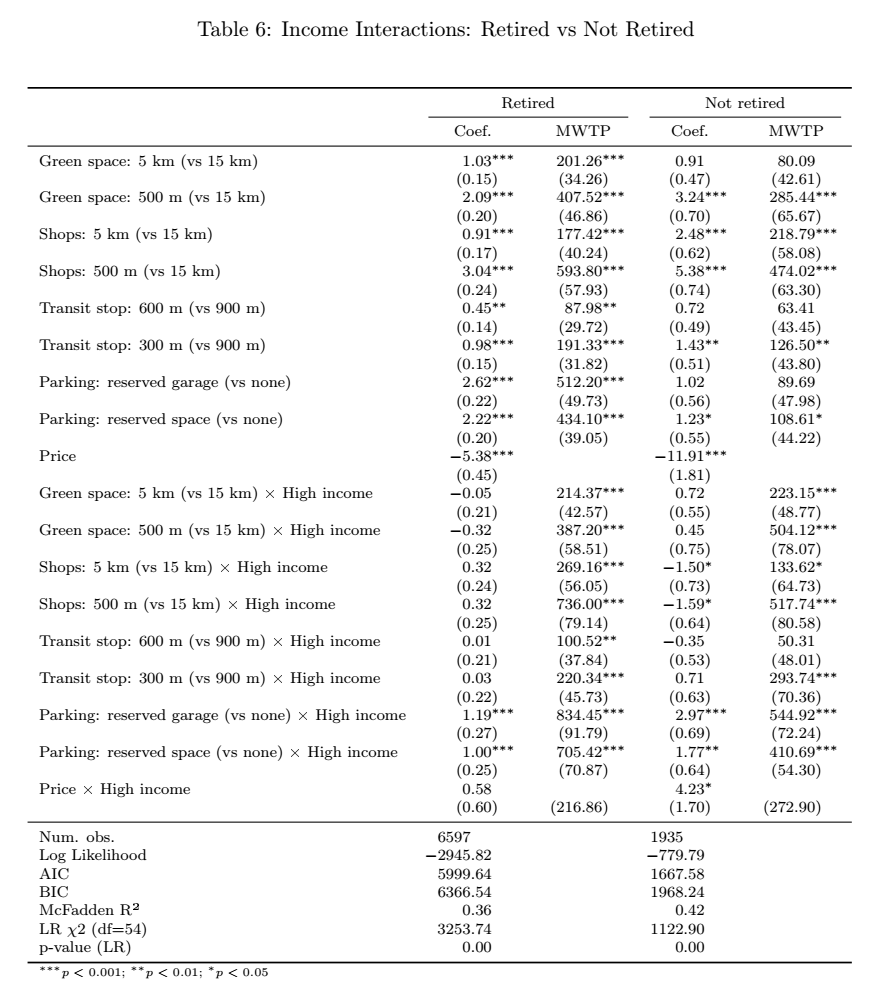 Table 6: Income Interactions: Retired vs Not Retired
Retired Not retired
Coef. MWTP Coef. MWTP
Green space: 5 km (vs 15 km) 1.03*** 201.26*** 0.91 80.09
(0.15) (34.26) (0.47) (42.61)
Green space: 500 m (vs 15 km) 2.09*** 407.52*** 3.24*** 285.44***
(0.20) (46.86) (0.70) (65.67)
Shops: 5 km (vs 15 km) 0.91*** 177.42*** 2.48*** 218.79***
(0.17) (40.24) (0.62) (58.08)
Shops: 500 m (vs 15 km) 3.04*** 593.80*** 5.38*** 474.02***
(0.24) (57.93) (0.74) (63.30)
Transit stop: 600 m (vs 900 m) 0.45** 87.98** 0.72 63.41
(0.14) (29.72) (0.49) (43.45)
Transit stop: 300 m (vs 900 m) 0.98*** 191.33*** 1.43** 126.50**
(0.15) (31.82) (0.51) (43.80)
Parking: reserved garage (vs none) 2.62*** 512.20*** 1.02 89.69
(0.22) (49.73) (0.56) (47.98)
Parking: reserved space (vs none) 2.22*** 434.10*** 1.23* 108.61*
(0.20) (39.05) (0.55) (44.22)
Price −5.38*** −11.91***
(0.45) (1.81)
Green space: 5 km (vs 15 km) × High income −0.05 214.37*** 0.72 223.15***
(0.21) (42.57) (0.55) (48.77)
Green space: 500 m (vs 15 km) × High income −0.32 387.20*** 0.45 504.12***
(0.25) (58.51) (0.75) (78.07)
Shops: 5 km (vs 15 km) × High income 0.32 269.16*** −1.50* 133.62*
(0.24) (56.05) (0.73) (64.73)
Shops: 500 m (vs 15 km) × High income 0.32 736.00*** −1.59* 517.74***
(0.25) (79.14) (0.64) (80.58)
Transit stop: 600 m (vs 900 m) × High income 0.01 100.52** −0.35 50.31
(0.21) (37.84) (0.53) (48.01)
Transit stop: 300 m (vs 900 m) × High income 0.03 220.34*** 0.71 293.74***
(0.22) (45.73) (0.63) (70.36)
Parking: reserved garage (vs none) × High income 1.19*** 834.45*** 2.97*** 544.92***
(0.27) (91.79) (0.69) (72.24)
Parking: reserved space (vs none) × High income 1.00*** 705.42*** 1.77** 410.69***
(0.25) (70.87) (0.64) (54.30)
Price × High income 0.58 4.23*
(0.60) (216.86) (1.70) (272.90)
Num. obs. 6597 1935
Log Likelihood −2945.82 −779.79
AIC 5999.64 1667.58
BIC 6366.54 1968.24
McFadden R² 0.36 0.42
LR χ2 (df=54) 3253.74 1122.90
p-value (LR) 0.00 0.00
***p < 0.001; **p < 0.01; *p < 0.05